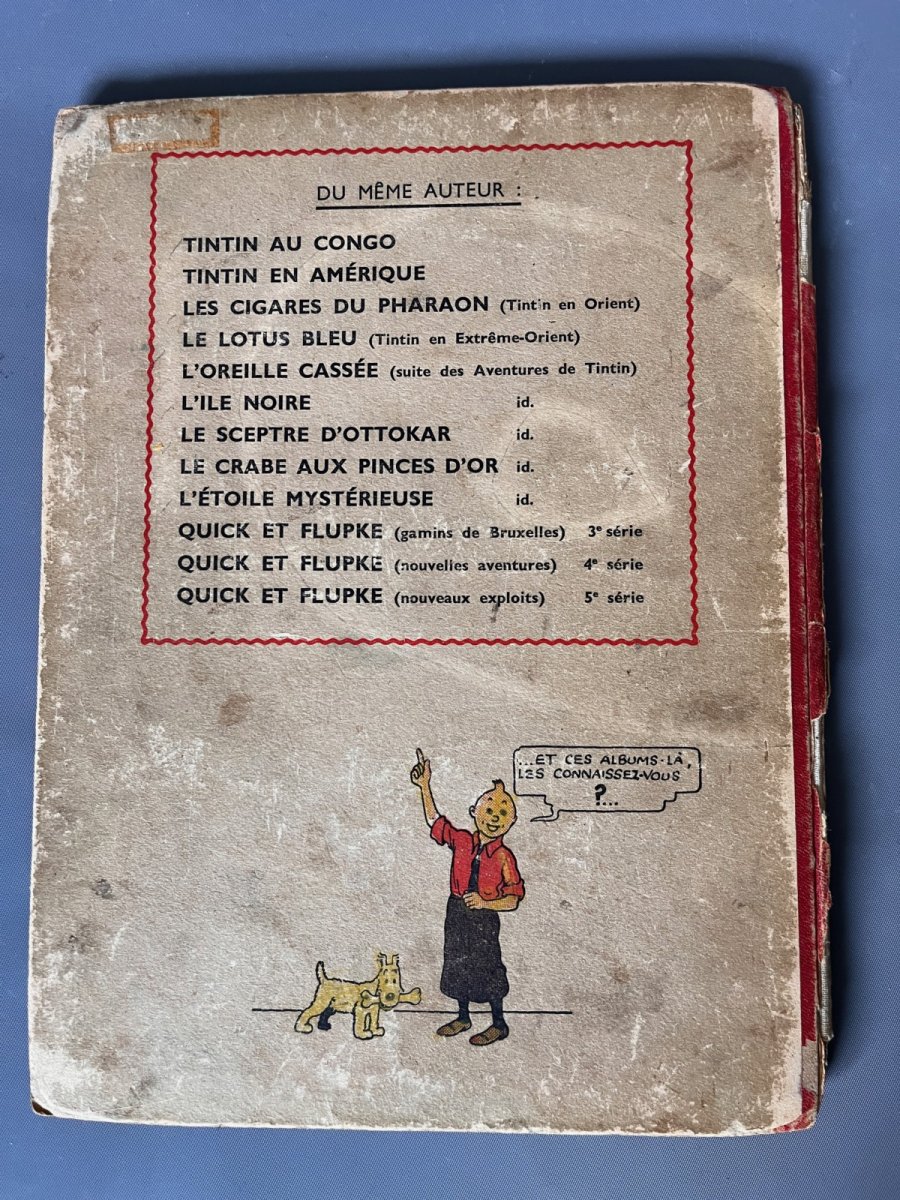 DU MÊME AUTEUR :
TINTIN AU CONGO
TINTIN EN AMÉRIQUE
LES CIGARES DU PHARAON (Tintin en Orient)
LE LOTUS BLEU (Tintin en Extrême-Orient)
L'OREILLE CASSÉE (suite des Aventures de Tintin)
L'ILE NOIRE id.
LE SCEPTRE D'OTTOKAR id.
LE CRABE AUX PINCES D'OR id.
L'ÉTOILE MYSTÉRIEUSE id.
QUICK ET FLUPKE (gamins de Bruxelles) 3e série
QUICK ET FLUPKE (nouvelles aventures) 4e série
QUICK ET FLUPKE (nouveaux exploits) 5e série
...ET CES ALBUMS-LÀ,
LES CONNAISSEZ-VOUS
?...